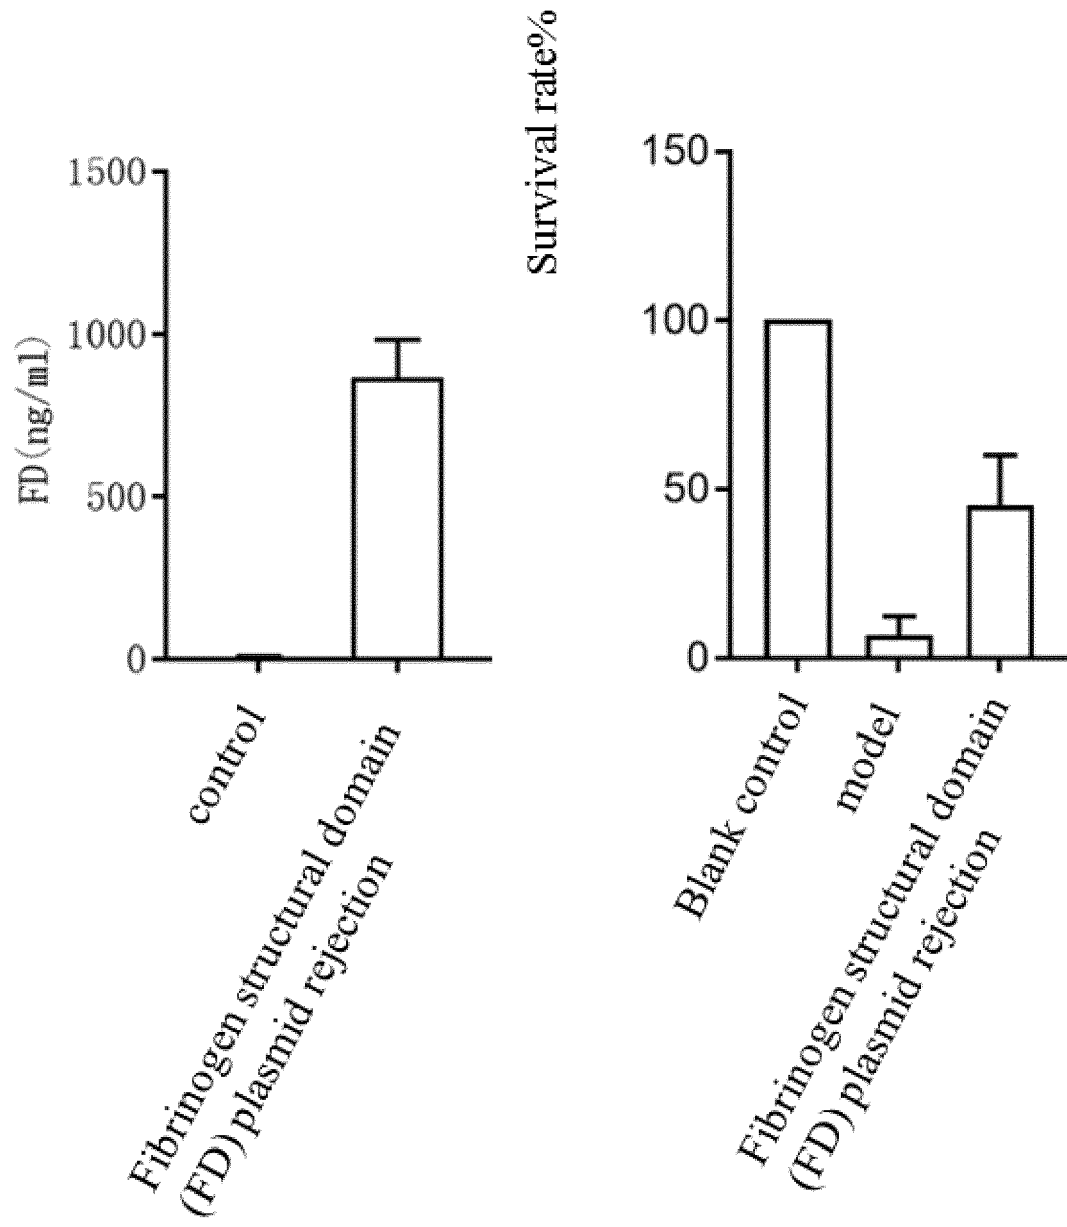 FD(ng/ml)
1500
1000
500
0
control
Fibrinogen structural domain
(FD) plasmid rejection
Survival rate%
150
100
50
0
Blank control
model
Fibrinogen structural domain
(FD) plasmid rejection